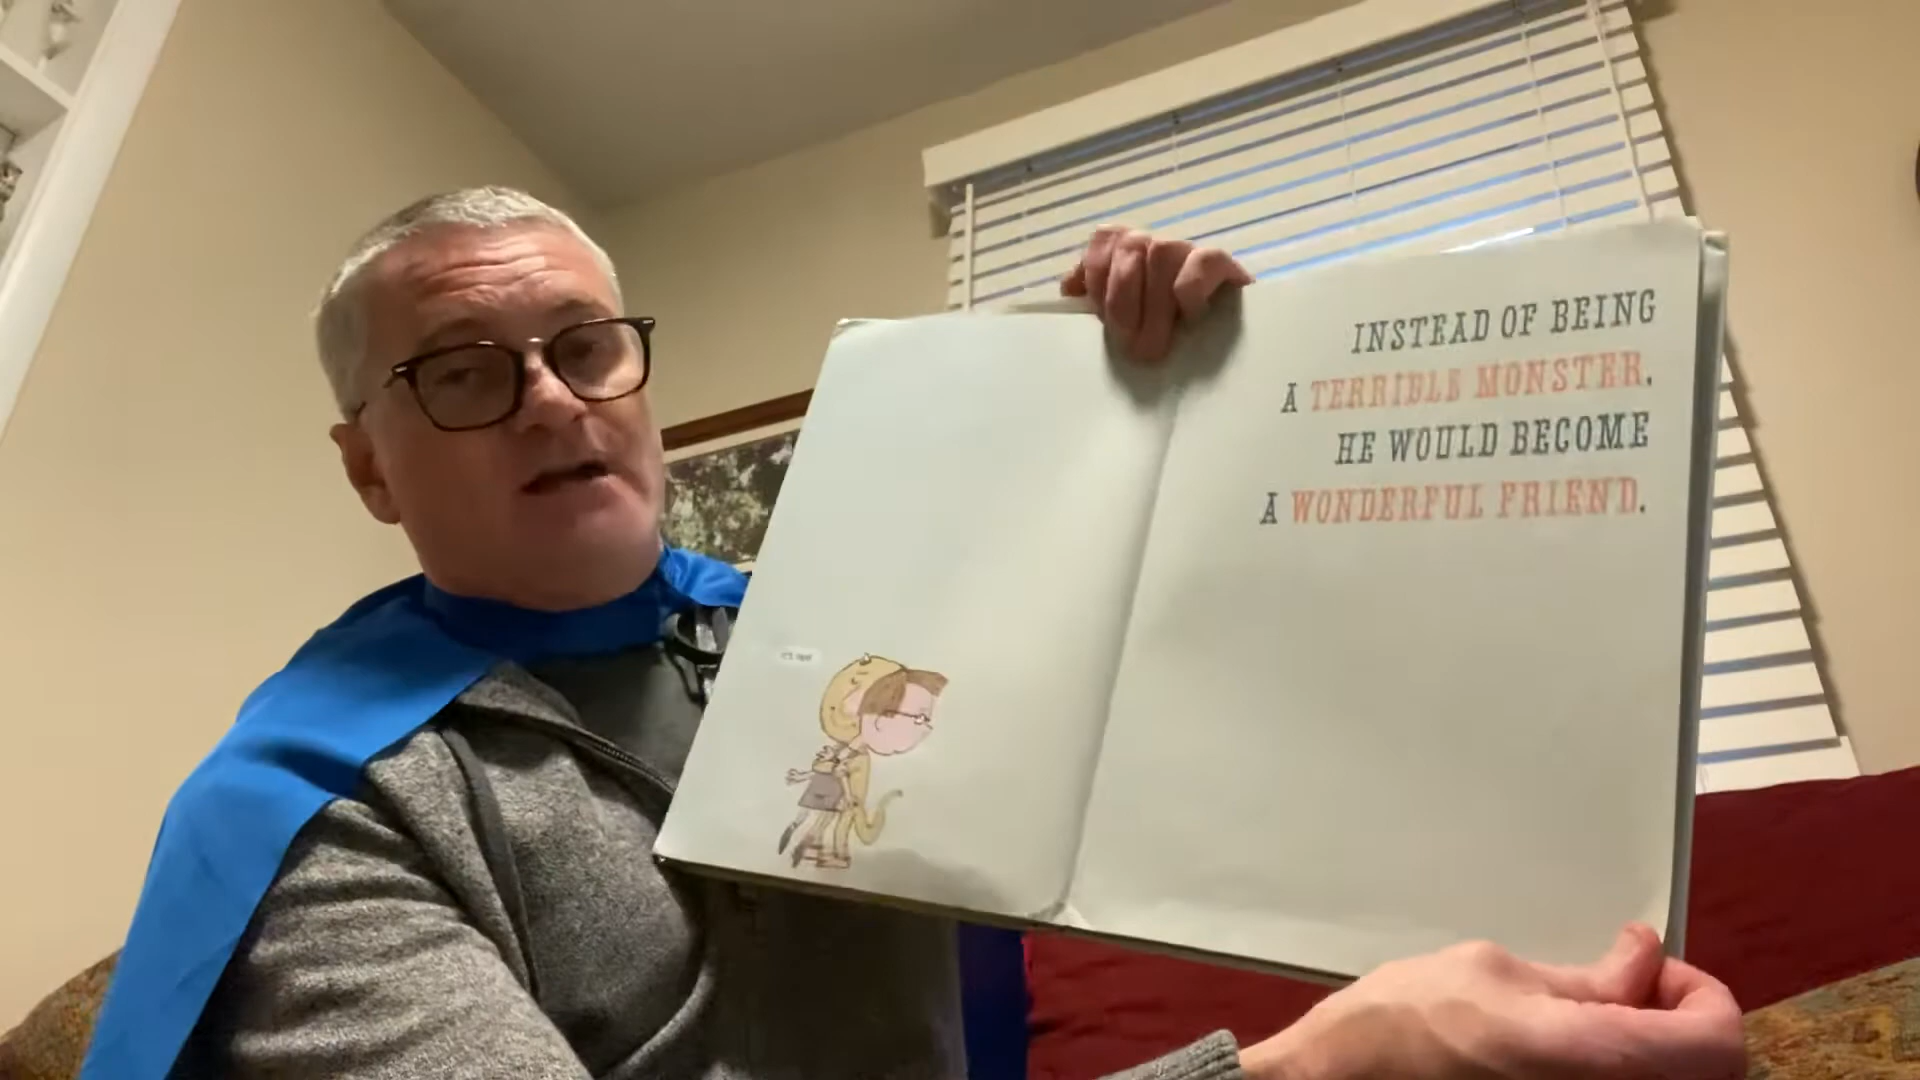 INSTEAD OF BEING
A TERRIBLE MONSTER,
HE WOULD BECOME
A WONDERFUL FRIEND.